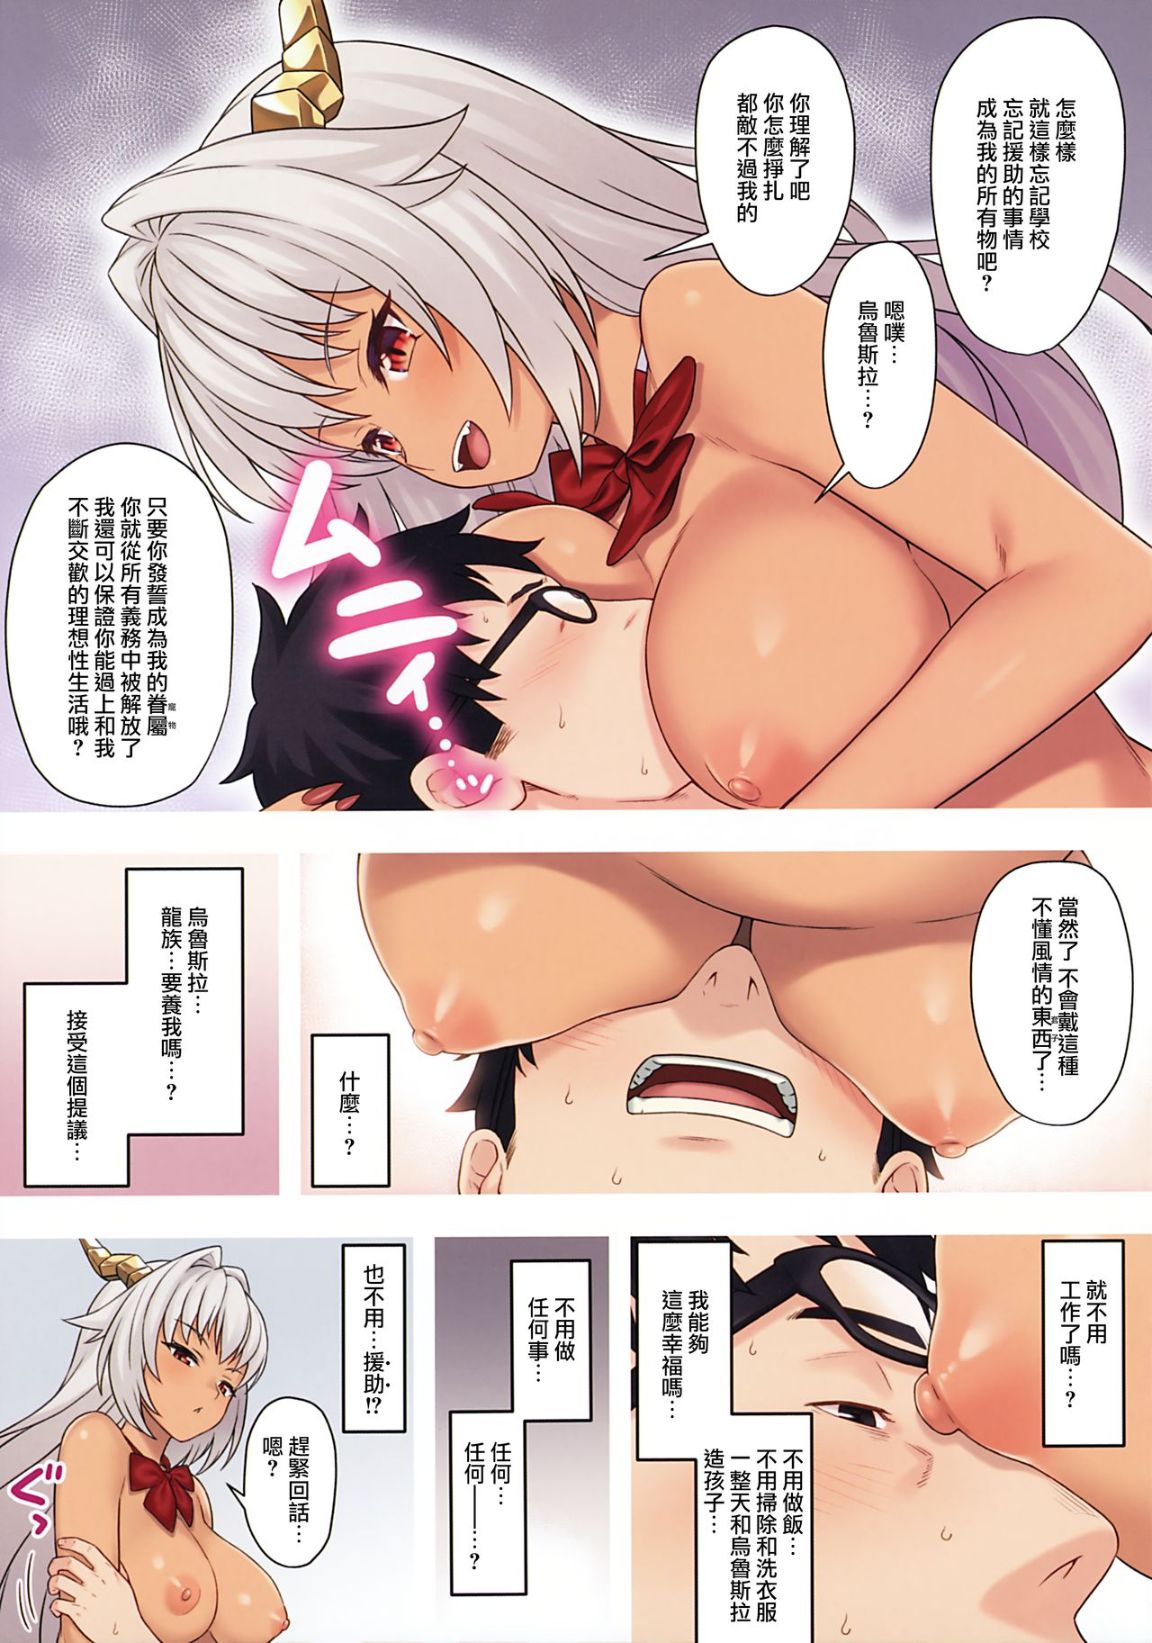 怎麼樣
就這樣忘記學校
忘記援助的事情
成為我的所有物吧？
你理解了吧
你怎麼掙扎
都敵不過我的
嗯噗…
烏魯斯拉…？
ムニィ…ッ
只要你發誓成為我的眷屬
寵物
你就從所有義務中被解放了
我還可以保證你能過上和我
不斷交歡的理想性生活哦？
當然了 不會戴這種
不懂風情的東西了…
套子
什麼…？
烏魯斯拉…
龍族…要養我嗎…？
接受這個提議…
就不用
工作了嗎…？
我能夠
這麼幸福嗎…
不用做飯…
不用掃除和洗衣服
一整天和烏魯斯拉
造孩子…
不用做
任何事…
任何…
任何——…？
也不用…援助!?
趕緊回話…
嗯？
ぐっ